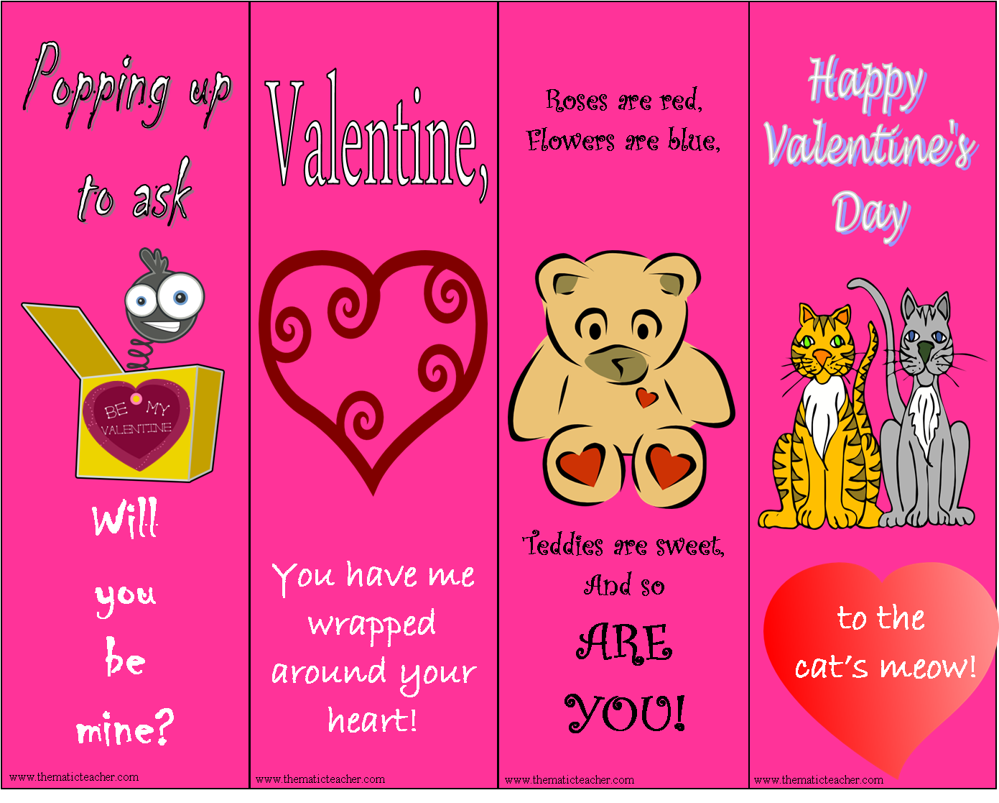 Popping up
to ask
BE MY
VALENTINE
Will
you
be
mine?
www.thematicteacher.com
Valentine,
You have me
wrapped
around your
heart!
www.thematicteacher.com
Roses are red,
Flowers are blue,
Teddies are sweet,
And so
ARE
YOU!
www.thematicteacher.com
Happy
Valentine's
Day
to the
cat's meow!
www.thematicteacher.com